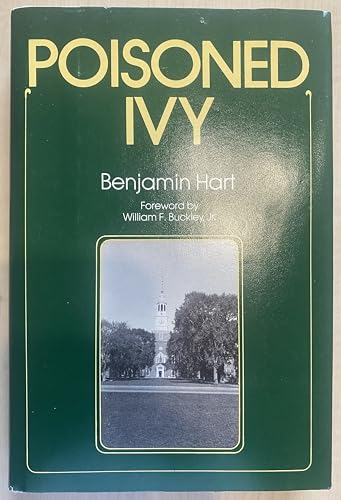 POISONED
IVY
Benjamin Hart
Foreword by
William F. Buckley, Jr.